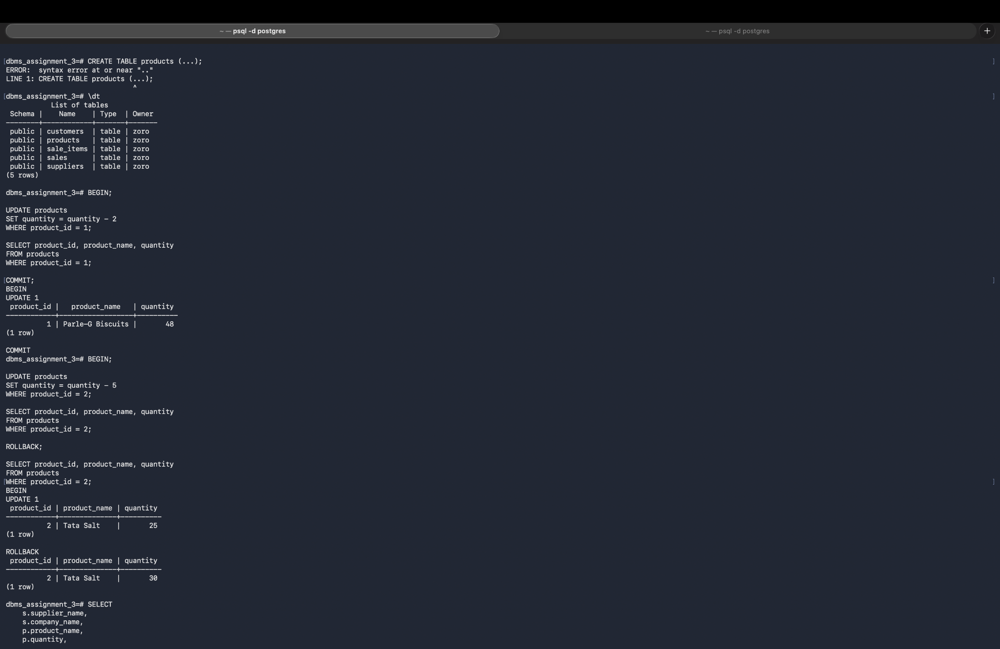 ~ — psql -d postgres
~ — psql -d postgres
+
[dbms_assignment_3=# CREATE TABLE products (...); ]
ERROR:  syntax error at or near ".."
LINE 1: CREATE TABLE products (...);
                               ^
[dbms_assignment_3=# \dt ]
           List of tables
 Schema |    Name    | Type  | Owner
--------+------------+-------+-------
 public | customers  | table | zoro
 public | products   | table | zoro
 public | sale_items | table | zoro
 public | sales      | table | zoro
 public | suppliers  | table | zoro
(5 rows)
dbms_assignment_3=# BEGIN;
UPDATE products
SET quantity = quantity - 2
WHERE product_id = 1;
SELECT product_id, product_name, quantity
FROM products
WHERE product_id = 1;
[COMMIT; ]
BEGIN
UPDATE 1
 product_id |   product_name   | quantity
------------+------------------+----------
          1 | Parle-G Biscuits |       48
(1 row)
COMMIT
dbms_assignment_3=# BEGIN;
UPDATE products
SET quantity = quantity - 5
WHERE product_id = 2;
SELECT product_id, product_name, quantity
FROM products
WHERE product_id = 2;
ROLLBACK;
SELECT product_id, product_name, quantity
FROM products
[WHERE product_id = 2; ]
BEGIN
UPDATE 1
 product_id | product_name | quantity
------------+--------------+----------
          2 | Tata Salt    |       25
(1 row)
ROLLBACK
 product_id | product_name | quantity
------------+--------------+----------
          2 | Tata Salt    |       30
(1 row)
dbms_assignment_3=# SELECT
    s.supplier_name,
    s.company_name,
    p.product_name,
    p.quantity,